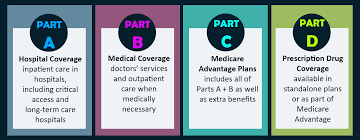 PART
A
Hospital Coverage
inpatient care in
hospitals,
including critical
access and
long-term care
hospitals
PART
B
Medical Coverage
doctors' services
and outpatient
care when
medically
necessary
PART
C
Medicare
Advantage Plans
includes all of
Parts A + B as well
as extra benefits
PART
D
Prescription Drug
Coverage
available in
standalone plans
or as part of
Medicare Advantage